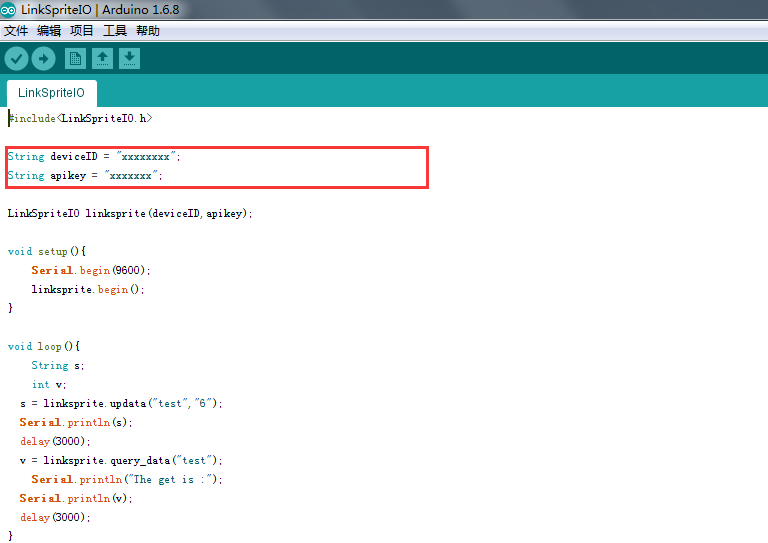 LinkSpriteIO | Arduino 1.6.8
文件 编辑 项目 工具 帮助
LinkSpriteIO
#include<LinkSpriteIO.h>
String deviceID = "xxxxxxxx";
String apikey = "xxxxxxx";
LinkSpriteIO linksprite(deviceID,apikey);
void setup(){
Serial.begin(9600);
linksprite.begin();
}
void loop(){
String s;
int v;
s = linksprite.updata("test","6");
Serial.println(s);
delay(3000);
v = linksprite.query_data("test");
Serial.println("The get is :");
Serial.println(v);
delay(3000);
}